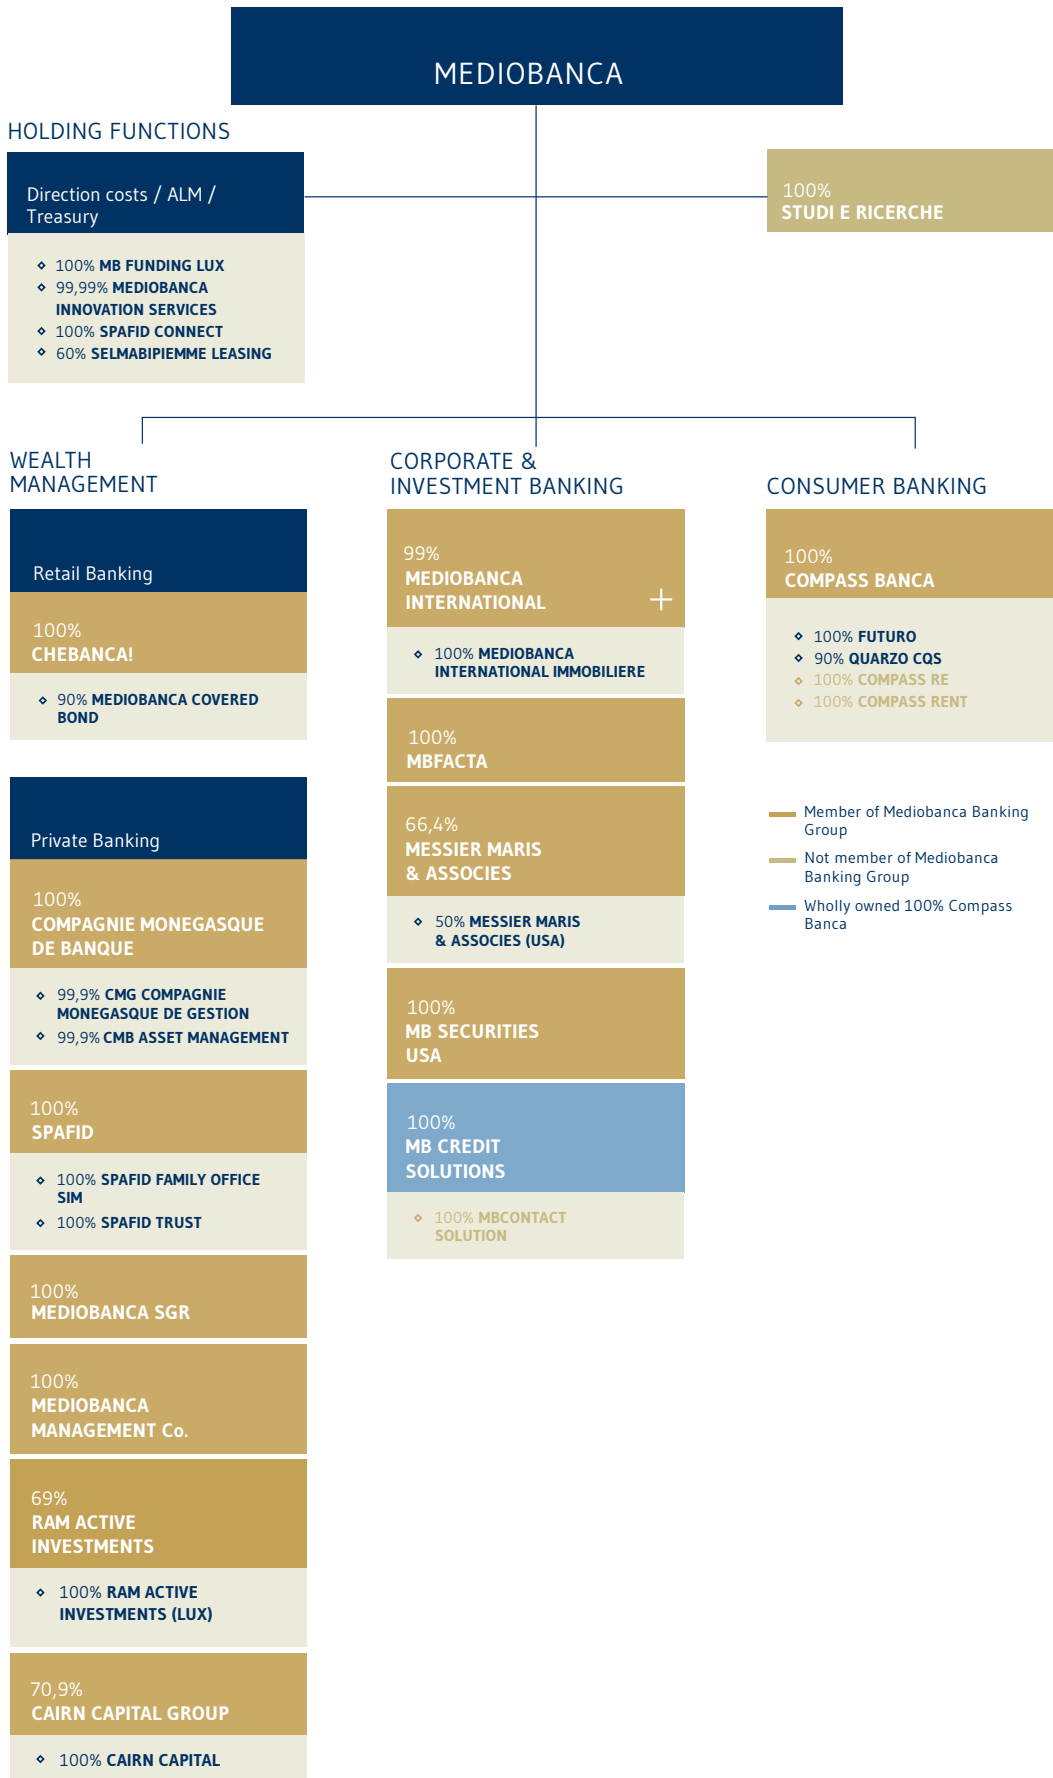 MEDIOBANCA
HOLDING FUNCTIONS
Direction costs / ALM /
Treasury
100% MB FUNDING LUX
99,99% MEDIOBANCA
INNOVATION SERVICES
100% SPAFID CONNECT
60% SELMABIPIEMME LEASING
100%
STUDI E RICERCHE
WEALTH
MANAGEMENT
Retail Banking
100%
CHEBANCA!
90% MEDIOBANCA COVERED
BOND
Private Banking
100%
COMPAGNIE MONEGASQUE
DE BANQUE
99,9% CMG COMPAGNIE
MONEGASQUE DE GESTION
99,9% CMB ASSET MANAGEMENT
100%
SPAFID
100% SPAFID FAMILY OFFICE
SIM
100% SPAFID TRUST
100%
MEDIOBANCA SGR
100%
MEDIOBANCA
MANAGEMENT Co.
69%
RAM ACTIVE
INVESTMENTS
100% RAM ACTIVE
INVESTMENTS (LUX)
70,9%
CAIRN CAPITAL GROUP
100% CAIRN CAPITAL
CORPORATE &
INVESTMENT BANKING
99%
MEDIOBANCA
INTERNATIONAL
100% MEDIOBANCA
INTERNATIONAL IMMOBILIERE
100%
MBFACTA
66,4%
MESSIER MARIS
& ASSOCIES
50% MESSIER MARIS
& ASSOCIES (USA)
100%
MB SECURITIES
USA
100%
MB CREDIT
SOLUTIONS
100% MBCONTACT
SOLUTION
CONSUMER BANKING
100%
COMPASS BANCA
100% FUTURO
90% QUARZO CQS
100% COMPASS RE
100% COMPASS RENT
Member of Mediobanca Banking
Group
Not member of Mediobanca
Banking Group
Wholly owned 100% Compass
Banca